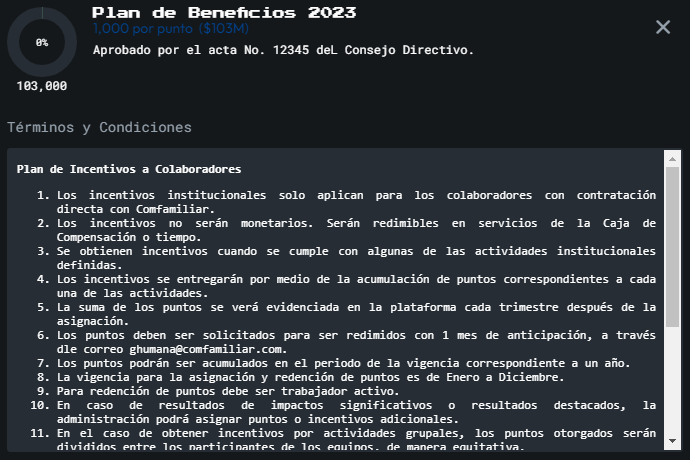 Plan de Beneficios 2023
1,000 por punto ($103M)
0%
Aprobado por el acta No. 12345 deL Consejo Directivo.
103,000
Términos y Condiciones
Plan de Incentivos a Colaboradores
1. Los incentivos institucionales solo aplican para los colaboradores con contratación
directa con Comfamiliar.
2. Los incentivos no serán monetarios. Serán redimibles en servicios de la Caja de
Compensación o tiempo.
3. Se obtienen incentivos cuando se cumple con algunas de las actividades institucionales
definidas.
4. Los incentivos se entregarán por medio de la acumulación de puntos correspondientes a cada
una de las actividades.
5. La suma de los puntos se verá evidenciada en la plataforma cada trimestre después de la
asignación.
6. Los puntos deben ser solicitados para ser redimidos con 1 mes de anticipación, a través
dle correo ghumana@comfamiliar.com.
7. Los puntos podrán ser acumulados en el periodo de la vigencia correspondiente a un año.
8. La vigencia para la asignación y redención de puntos es de Enero a Diciembre.
9. Para redención de puntos debe ser trabajador activo.
10. En caso de resultados de impactos significativos o resultados destacados, la
administración podrá asignar puntos o incentivos adicionales.
11. En el caso de obtener incentivos por actividades grupales, los puntos otorgados serán
divididos entre los participantes de los equipos, de manera equitativa.